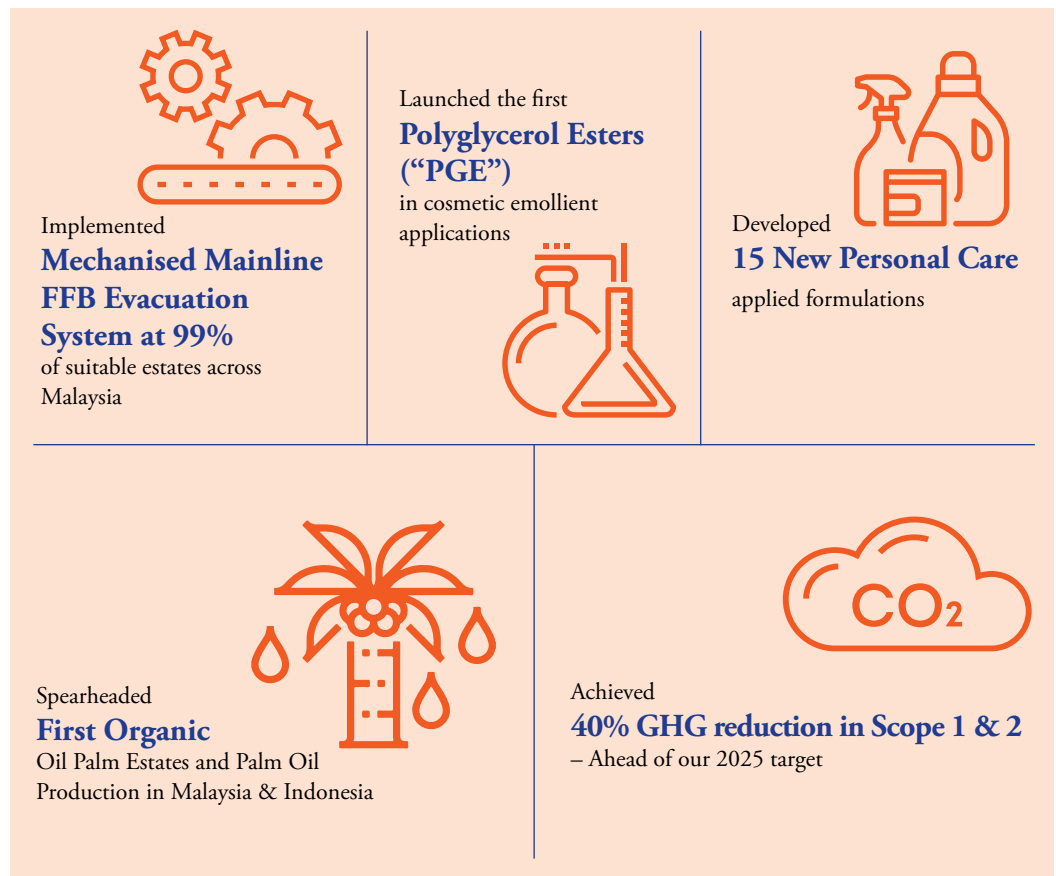 Implemented
Mechanised Mainline
FFB Evacuation
System at 99%
of suitable estates across
Malaysia
Launched the first
Polyglycerol Esters
(“PGE”)
in cosmetic emollient
applications
Developed
15 New Personal Care
applied formulations
Spearheaded
First Organic
Oil Palm Estates and Palm Oil
Production in Malaysia & Indonesia
CO₂
Achieved
40% GHG reduction in Scope 1 & 2
– Ahead of our 2025 target